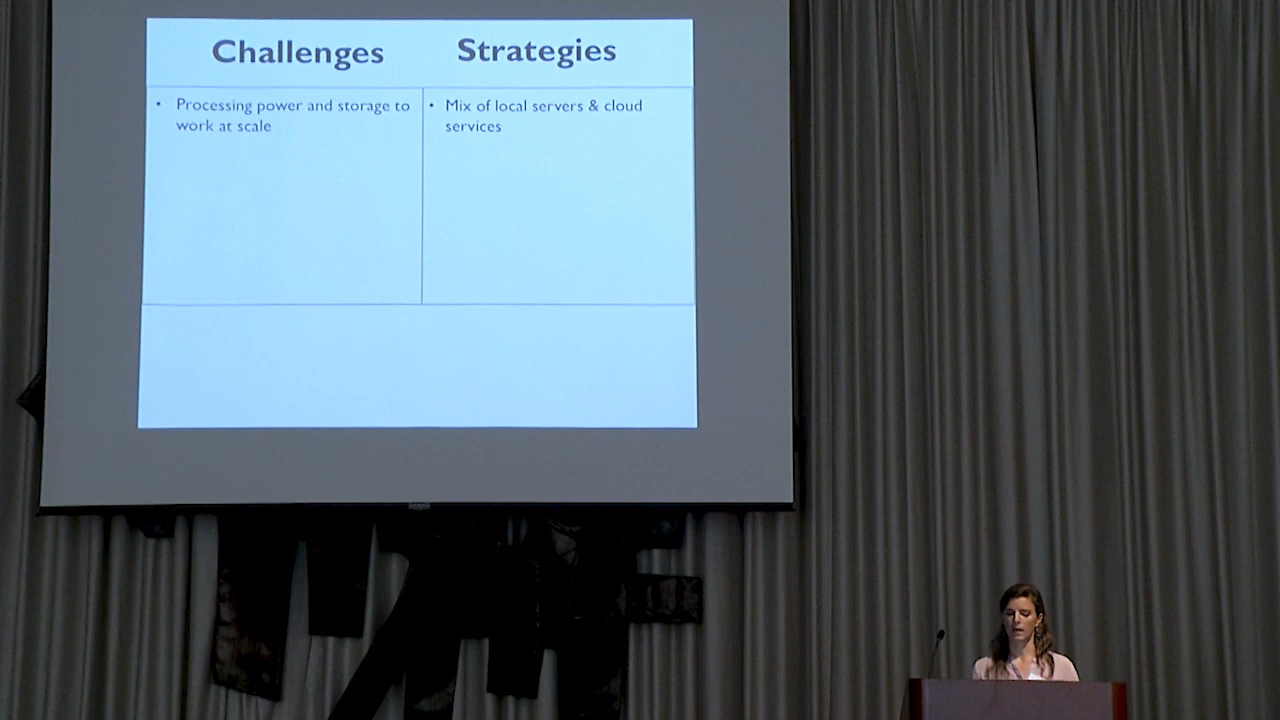 Challenges
Strategies
• Processing power and storage to
work at scale
• Mix of local servers & cloud
services